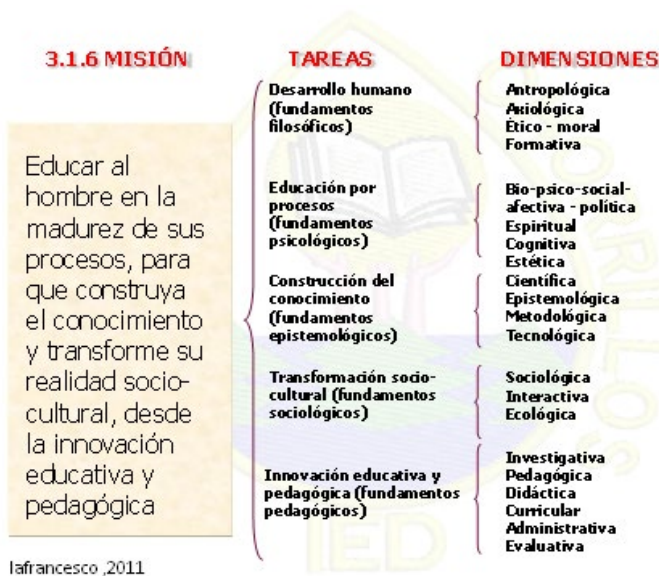 3.1.6 MISIÓN
TAREAS
DIMENSIONES
Educar al
hombre en la
madurez de sus
procesos, para
que construya
el conocimiento
y transforme su
realidad socio-
cultural, desde
la innovación
educativa y
pedagógica
Desarrollo humano
(fundamentos
filosóficos)
Antropológica
Axiológica
Ético - moral
Formativa
Educación por
procesos
(fundamentos
psicológicos)
Bio-psico-social-
afectiva - política
Espiritual
Cognitiva
Estética
Construcción del
conocimiento
(fundamentos
epistemológicos)
Científica
Epistemológica
Metodológica
Tecnológica
Transformación socio-
cultural (fundamentos
sociológicos)
Sociológica
Interactiva
Ecológica
Innovación educativa y
pedagógica (fundamentos
pedagógicos)
Investigativa
Pedagógica
Didáctica
Curricular
Administrativa
Evaluativa
Iafrancesco ,2011
IED